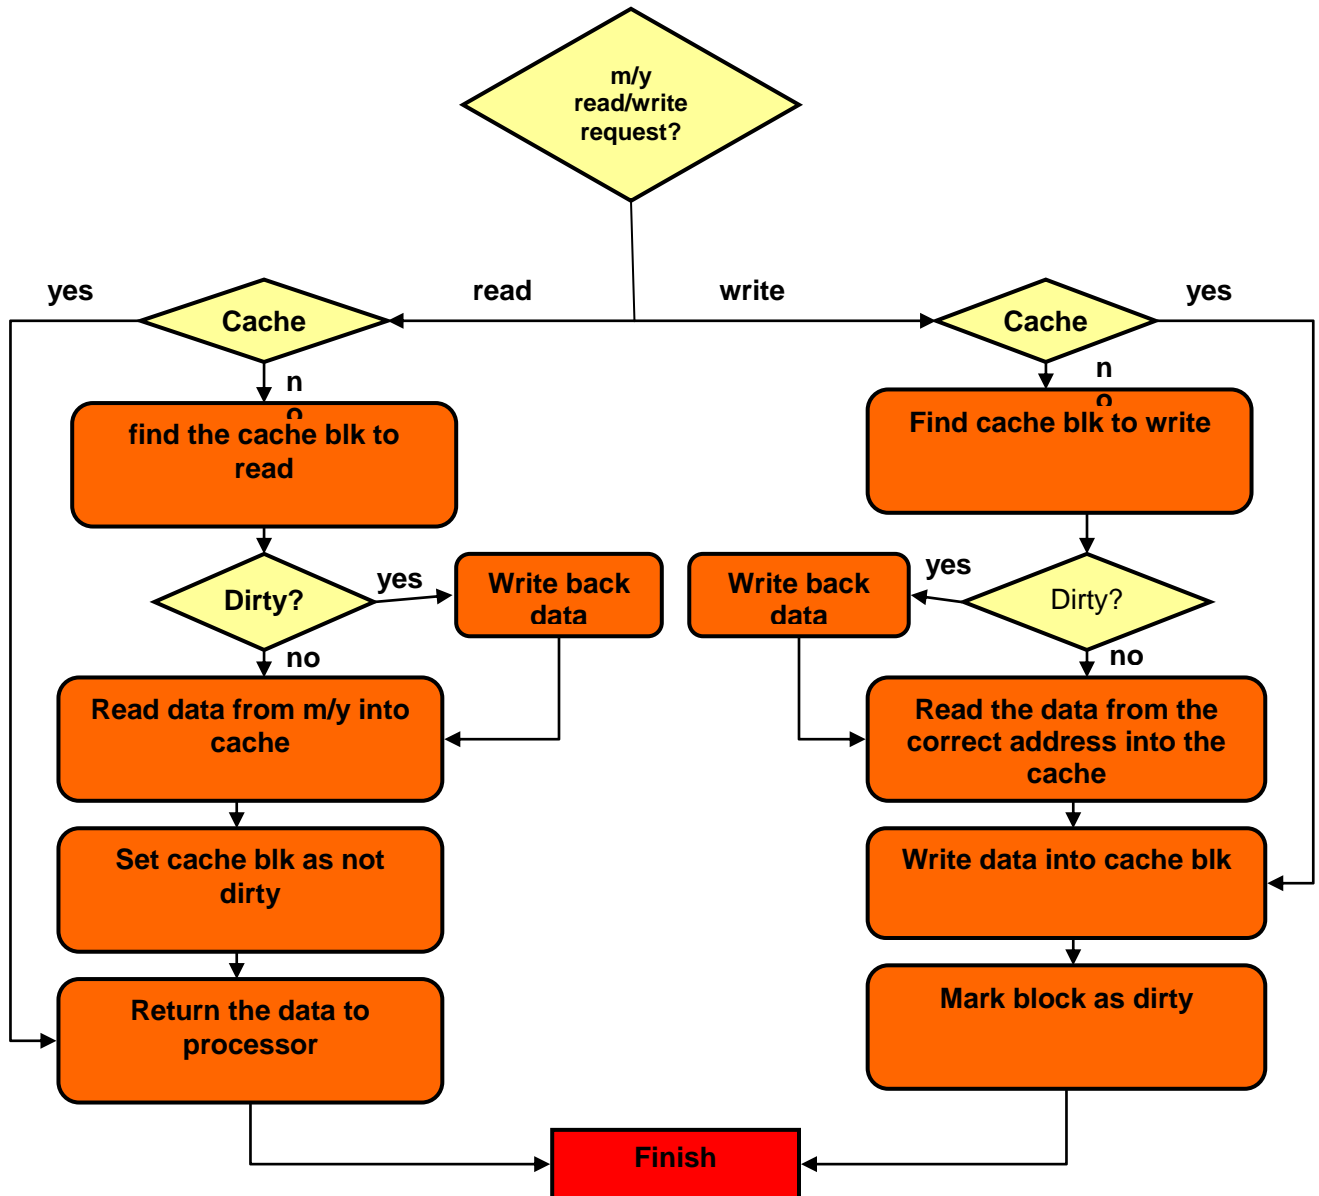 m/y
read/write
request?
yes
read
write
yes
Cache
Cache
n
o
n
o
find the cache blk to
read
Find cache blk to write
Dirty?
yes
Write back
data
Write back
data
yes
Dirty?
no
no
Read data from m/y into
cache
Read the data from the
correct address into the
cache
Set cache blk as not
dirty
Write data into cache blk
Return the data to
processor
Mark block as dirty
Finish